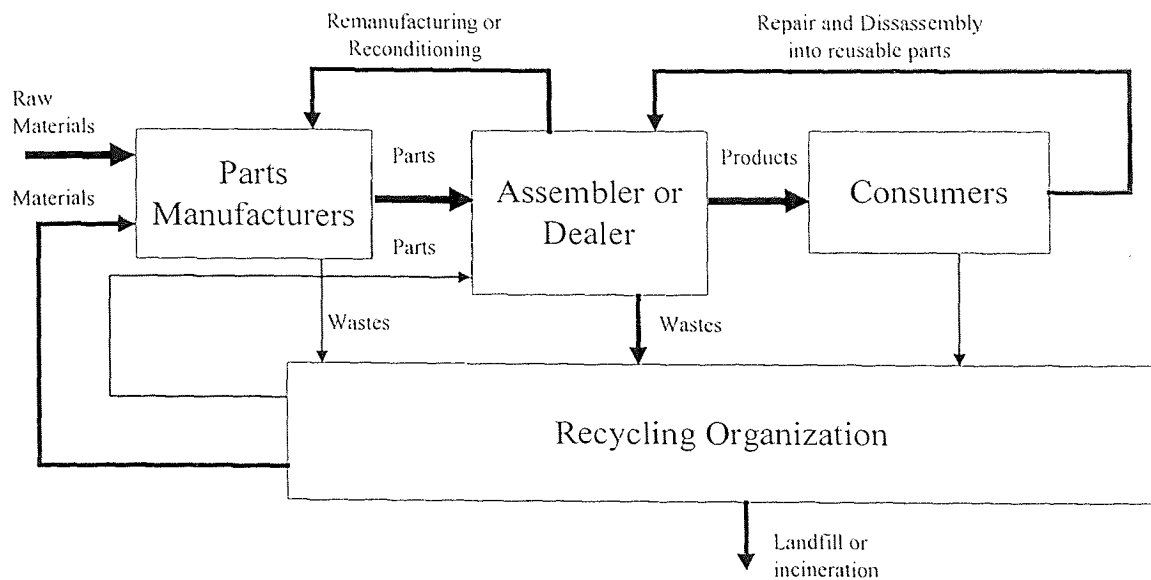 Remanufacturing or
Reconditioning
Repair and Dissassembly
into reusable parts
Raw
Materials
Parts
Manufacturers
Parts
Assembler or
Dealer
Products
Consumers
Materials
Parts
Wastes
Wastes
Recycling Organization
Landfill or
incineration